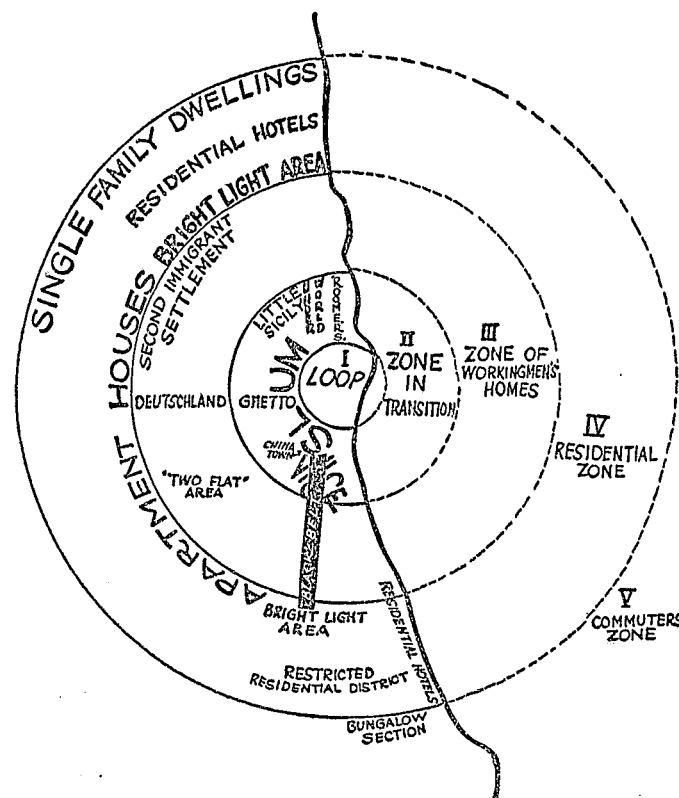 SINGLE FAMILY DWELLINGS
RESIDENTIAL HOTELS
BRIGHT LIGHT AREA
SECOND IMMIGRANT
SETTLEMENT
LITTLE
SICILY
UNDER
WORLD
ROOMERS
I
LOOP
II
ZONE
IN
TRANSITION
III
ZONE OF
WORKINGMEN'S
HOMES
IV
RESIDENTIAL
ZONE
V
COMMUTERS
ZONE
APARTMENT HOUSES
DEUTSCHLAND
GHETTO
SLUM
CHINA
TOWN
VICE
"TWO FLAT"
AREA
BLACK BELT
BRIGHT LIGHT
AREA
RESIDENTIAL HOTELS
RESTRICTED
RESIDENTIAL DISTRICT
BUNGALOW
SECTION